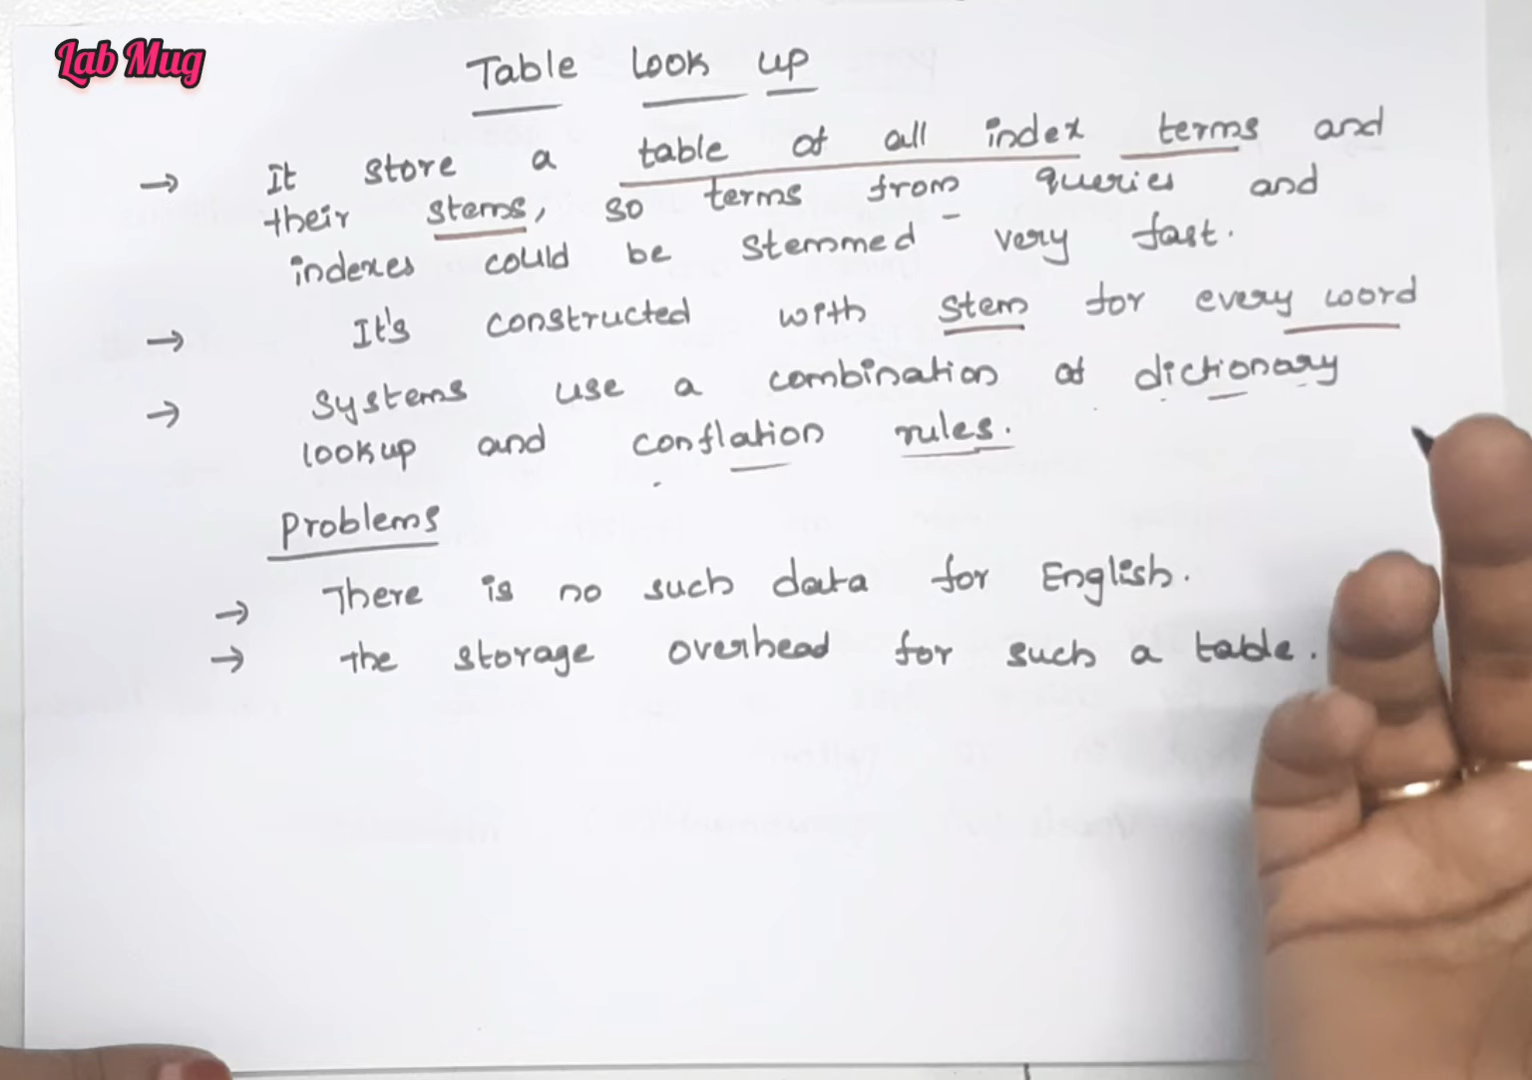 Lab Mug
Table look up
→ It store a table of all index terms and
their stems, so terms from queries and
indexes could be stemmed very fast.
→ It's constructed with stem for every word
→ Systems use a combination of dictionary
lookup and conflation rules.
Problems
→ There is no such data for English.
→ the storage overhead for such a table.